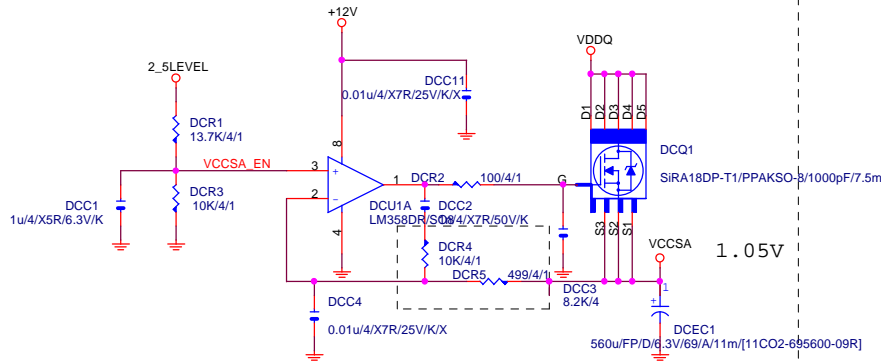 +12V
VDDQ
2_5LEVEL
DCC11
0.01u/4/X7R/25V/K/X
D1
D2
D3
D4
D5
DCR1
13.7K/4/1
8
DCQ1
VCCSA_EN
3
+
1
DCR2
100/4/1
G
SiRA18DP-T1/PPAKSO-8/1000pF/7.5m
2
-
DCR3
10K/4/1
DCC1
1u/4/X5R/6.3V/K
DCU1A
LM358DR/SO8
DCC2
1n/4/X7R/50V/K
4
S3
S2
S1
VCCSA
1.05V
DCR4
10K/4/1
DCR5
499/4/1
DCC3
8.2K/4
1
DCC4
0.01u/4/X7R/25V/K/X
+
DCEC1
560u/FP/D/6.3V/69/A/11m/[11CO2-695600-09R]